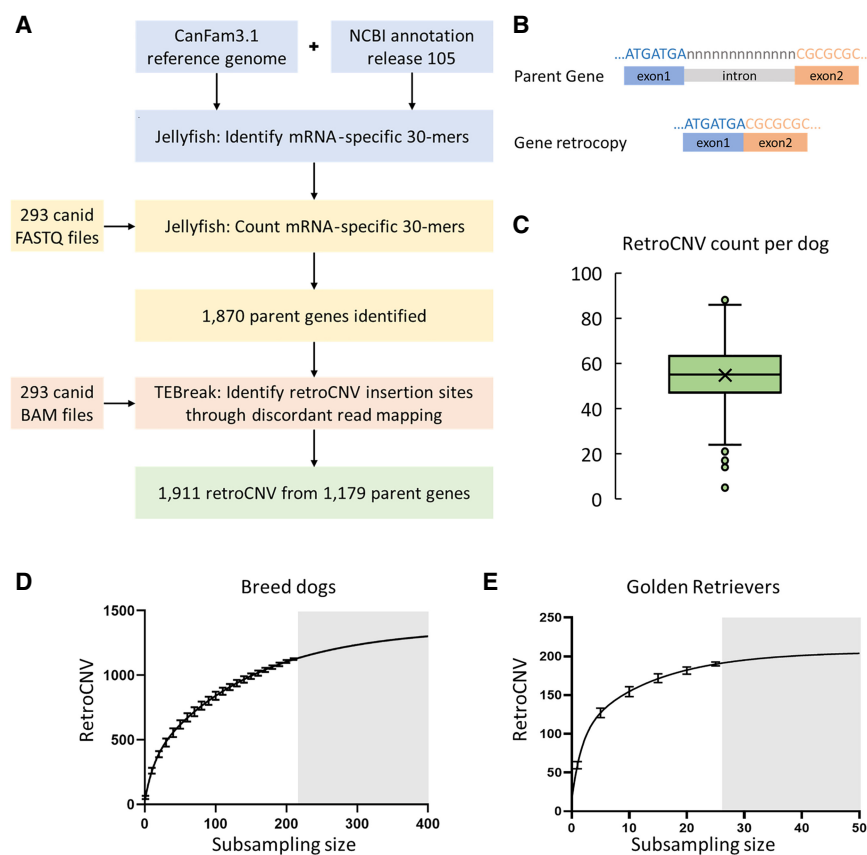 A
CanFam3.1
reference genome
+
NCBI annotation
release 105
Jellyfish: Identify mRNA-specific 30-mers
293 canid
FASTQ files
Jellyfish: Count mRNA-specific 30-mers
1,870 parent genes identified
293 canid
BAM files
TEBreak: Identify retroCNV insertion sites
through discordant read mapping
1,911 retroCNV from 1,179 parent genes
B
...ATGATGAnnnnnnnnnnnnnCGCGCGC...
Parent Gene
exon1 intron exon2
...ATGATGACGCGCGC...
Gene retrocopy
exon1 exon2
C
RetroCNV count per dog
100
80
60
40
20
0
D
Breed dogs
RetroCNV
1500
1000
500
0
0 100 200 300 400
Subsampling size
E
Golden Retrievers
RetroCNV
250
200
150
100
50
0
0 10 20 30 40 50
Subsampling size